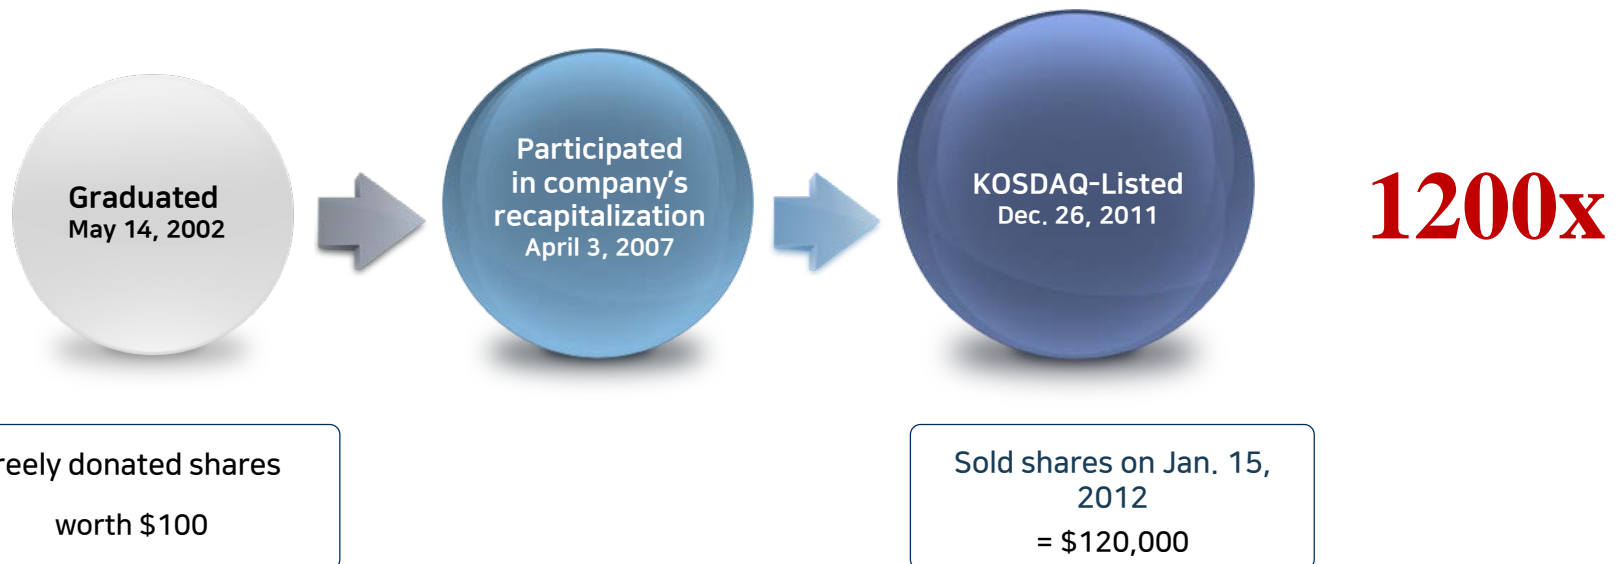 Graduated
May 14, 2002
Participated
in company's
recapitalization
April 3, 2007
KOSDAQ-Listed
Dec. 26, 2011
1200x
reely donated shares
worth $100
Sold shares on Jan. 15,
2012
= $120,000